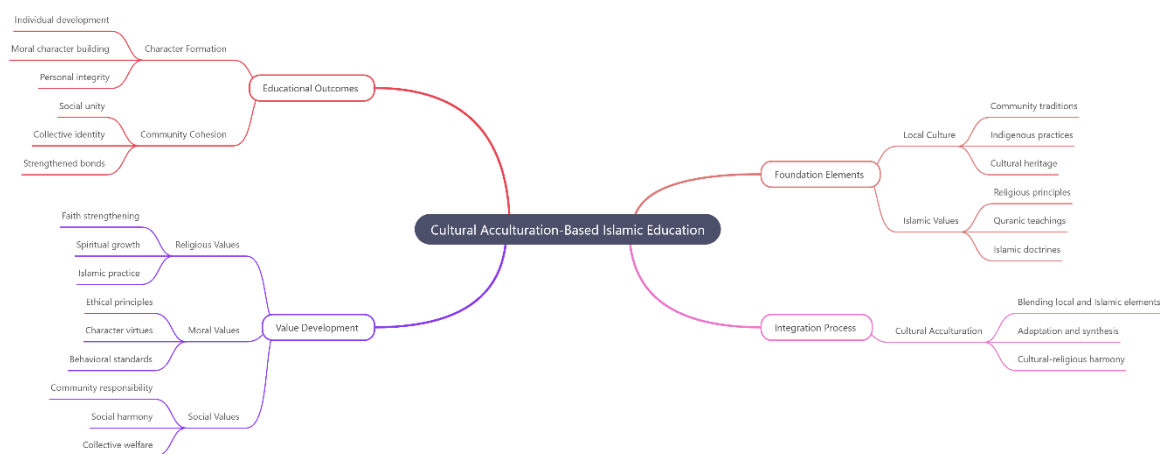 Cultural Acculturation-Based Islamic Education
Educational Outcomes
Character Formation
Individual development
Moral character building
Personal integrity
Community Cohesion
Social unity
Collective identity
Strengthened bonds
Value Development
Religious Values
Faith strengthening
Spiritual growth
Islamic practice
Moral Values
Ethical principles
Character virtues
Behavioral standards
Social Values
Community responsibility
Social harmony
Collective welfare
Foundation Elements
Local Culture
Community traditions
Indigenous practices
Cultural heritage
Islamic Values
Religious principles
Quranic teachings
Islamic doctrines
Integration Process
Cultural Acculturation
Blending local and Islamic elements
Adaptation and synthesis
Cultural-religious harmony